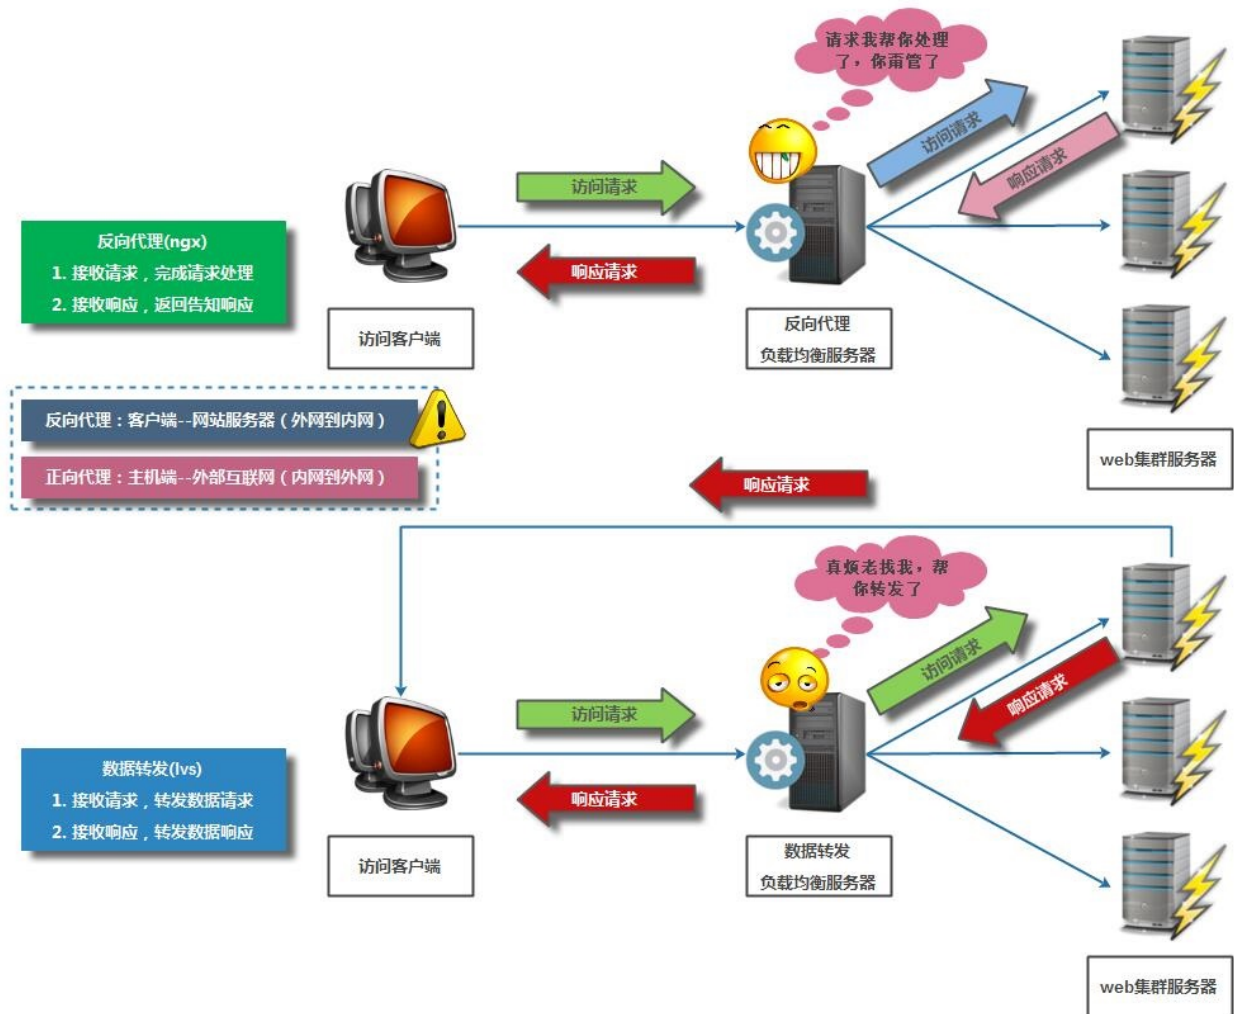 请求我帮你处理
了，你甭管了
访问请求
响应请求
访问请求
响应请求
反向代理(ngx)
1. 接收请求，完成请求处理
2. 接收响应，返回告知响应
访问客户端
反向代理
负载均衡服务器
web集群服务器
反向代理：客户端--网站服务器（外网到内网）
正向代理：主机端--外部互联网（内网到外网）
响应请求
真烦老找我，帮
你转发了
访问请求
响应请求
访问请求
响应请求
数据转发(lvs)
1. 接收请求，转发数据请求
2. 接收响应，转发数据响应
访问客户端
数据转发
负载均衡服务器
web集群服务器